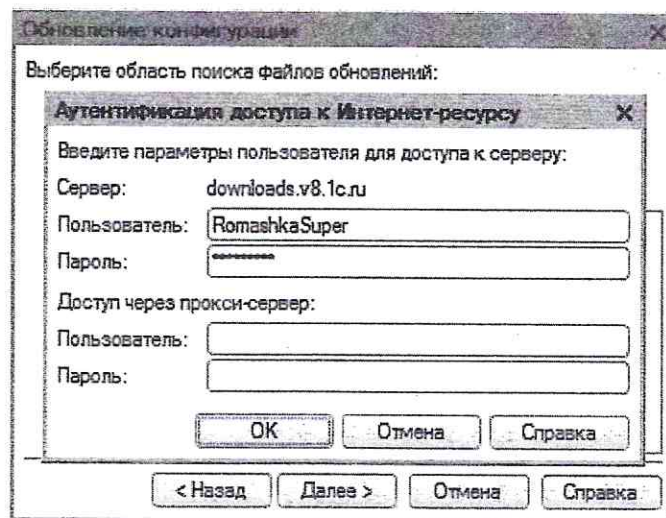 Обновление конфигурации
Выберите область поиска файлов обновлений:
Аутентификация доступа к Интернет-ресурсу
Введите параметры пользователя для доступа к серверу:
Сервер: downloads.v8.1c.ru
Пользователь: RomashkaSuper
Пароль: *********
Доступ через прокси-сервер:
Пользователь:
Пароль:
OK Отмена Справка
< Назад Далее > Отмена Справка